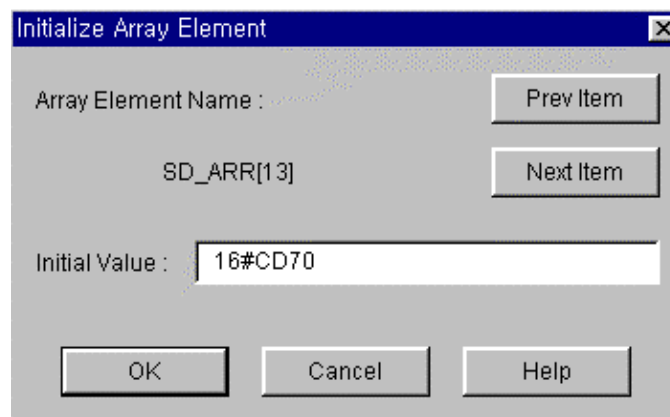 Initialize Array Element
Array Element Name :
Prev Item
SD_ARR[13]
Next Item
Initial Value :
16#CD70
OK
Cancel
Help